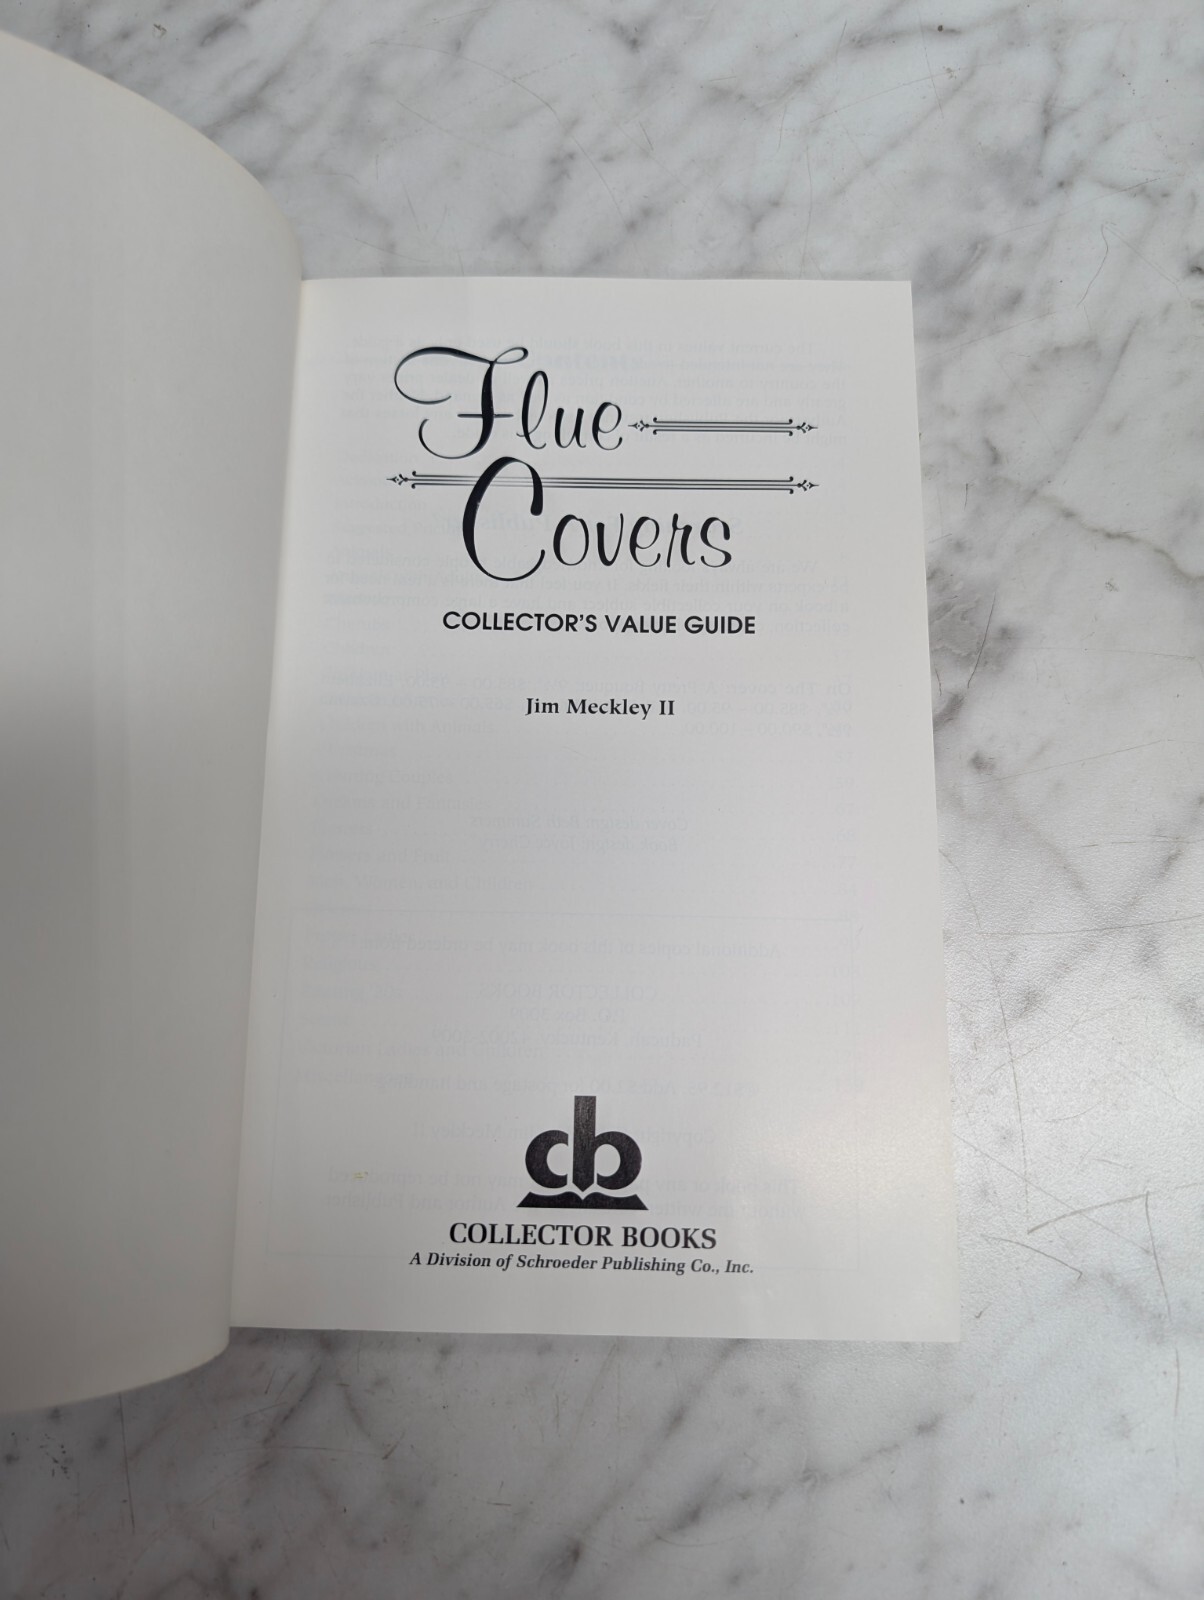 Flue
Covers
COLLECTOR'S VALUE GUIDE
Jim Meckley II
cb
COLLECTOR BOOKS
A Division of Schroeder Publishing Co., Inc.